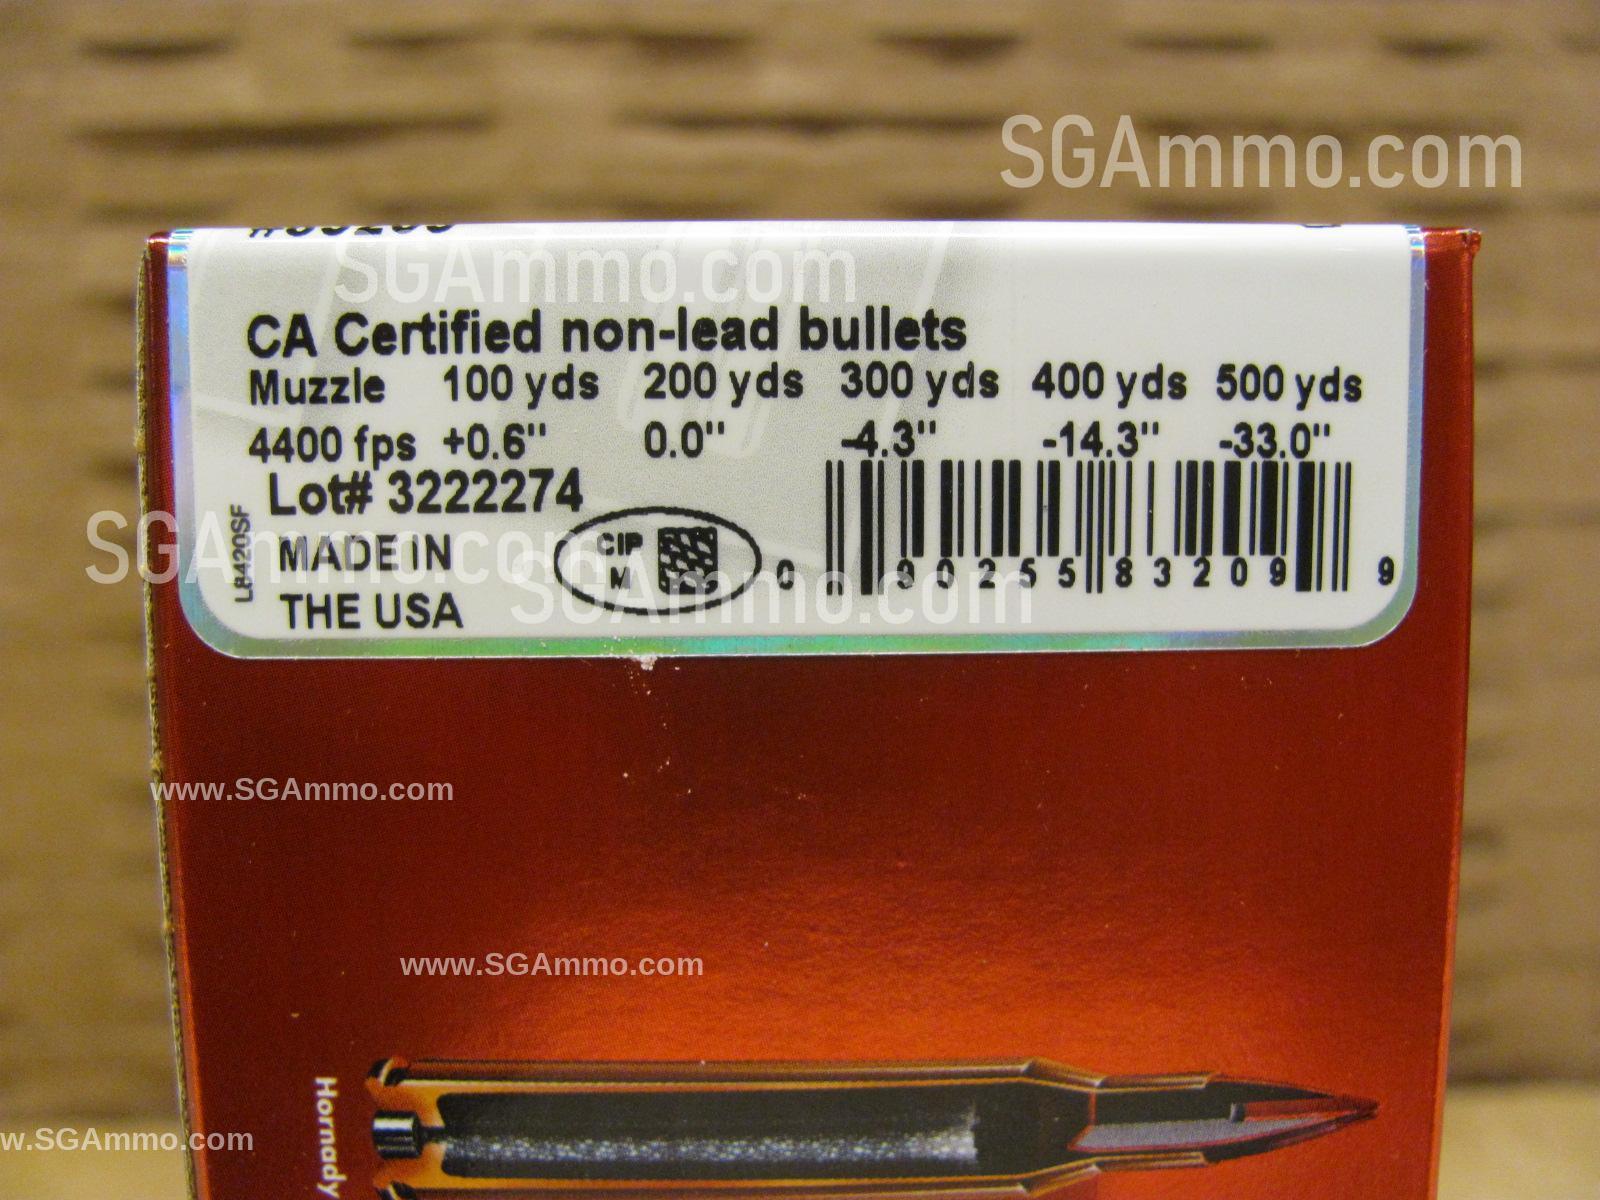 SGAmmo.com
SGAmmo.com
CA Certified non-lead bullets
Muzzle 100 yds 200 yds 300 yds 400 yds 500 yds
4400 fps +0.6" 0.0" -4.3" -14.3" -33.0"
Lot# 3222274
L8420SF
SGAmmo.com
MADE IN
THE USA
CIP
M
SGAmmo.com
0 90255 83209 9
www.SGAmmo.com
www.SGAmmo.com
Hornady
w.SGAmmo.com